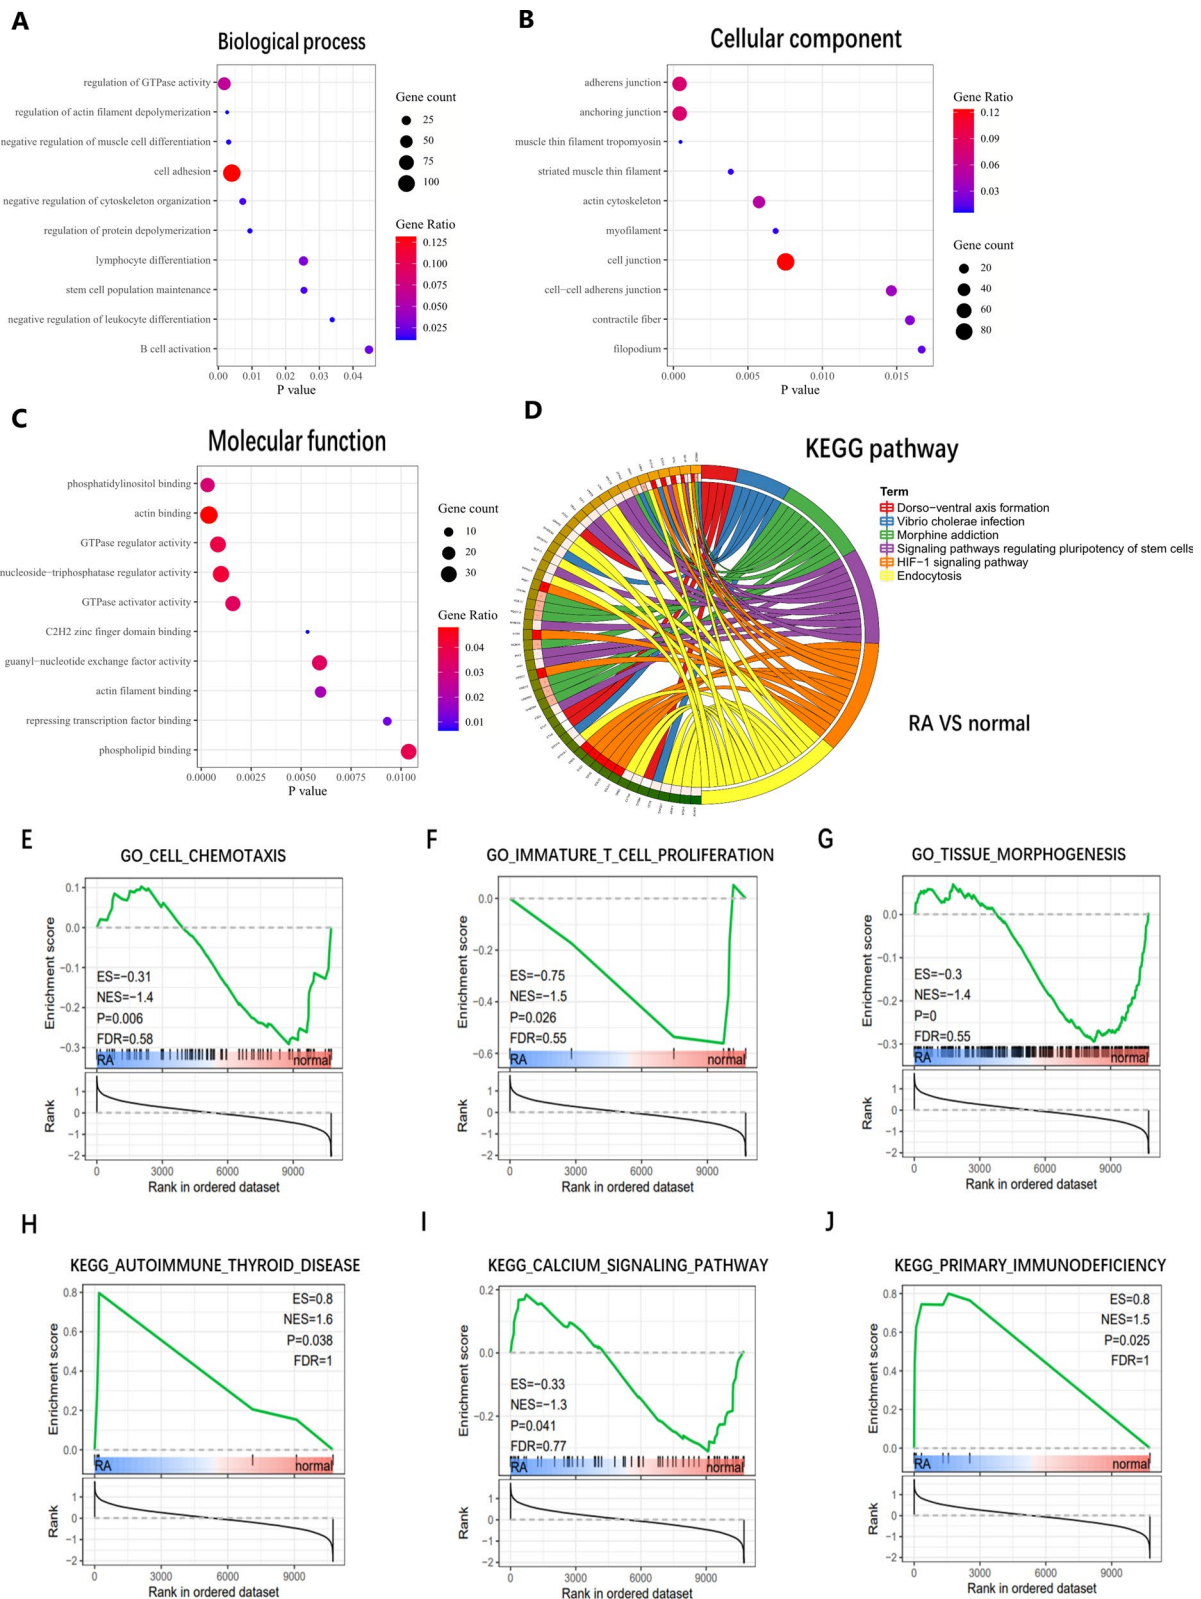 A
Biological process
regulation of GTPase activity
regulation of actin filament depolymerization
negative regulation of muscle cell differentiation
cell adhesion
negative regulation of cytoskeleton organization
regulation of protein depolymerization
lymphocyte differentiation
stem cell population maintenance
negative regulation of leukocyte differentiation
B cell activation
0.00 0.01 0.02 0.03 0.04
P value
Gene count
25
50
75
100
Gene Ratio
0.125
0.100
0.075
0.050
0.025
B
Cellular component
adherens junction
anchoring junction
muscle thin filament tropomyosin
striated muscle thin filament
actin cytoskeleton
myofilament
cell junction
cell−cell adherens junction
contractile fiber
filopodium
0.000 0.005 0.010 0.015
P value
Gene Ratio
0.12
0.09
0.06
0.03
Gene count
20
40
60
80
C
Molecular function
phosphatidylinositol binding
actin binding
GTPase regulator activity
nucleoside−triphosphatase regulator activity
GTPase activator activity
C2H2 zinc finger domain binding
guanyl−nucleotide exchange factor activity
actin filament binding
repressing transcription factor binding
phospholipid binding
0.0000 0.0025 0.0050 0.0075 0.0100
P value
Gene count
10
20
30
Gene Ratio
0.04
0.03
0.02
0.01
D
KEGG pathway
Term
Dorso−ventral axis formation
Vibrio cholerae infection
Morphine addiction
Signaling pathways regulating pluripotency of stem cells
HIF−1 signaling pathway
Endocytosis
RA VS normal
E
GO_CELL_CHEMOTAXIS
Enrichment score
0.1
0.0
−0.1
−0.2
−0.3
ES=−0.31
NES=−1.4
P=0.006
FDR=0.58
RA normal
Rank
1
0
−1
−2
0 3000 6000 9000
Rank in ordered dataset
F
GO_IMMATURE_T_CELL_PROLIFERATION
Enrichment score
0.0
−0.2
−0.4
−0.6
ES=−0.75
NES=−1.5
P=0.026
FDR=0.55
RA normal
Rank
1
0
−1
−2
0 3000 6000 9000
Rank in ordered dataset
G
GO_TISSUE_MORPHOGENESIS
Enrichment score
0.0
−0.1
−0.2
−0.3
ES=−0.3
NES=−1.4
P=0
FDR=0.55
RA normal
Rank
1
0
−1
−2
0 3000 6000 9000
Rank in ordered dataset
H
KEGG_AUTOIMMUNE_THYROID_DISEASE
Enrichment score
0.8
0.6
0.4
0.2
0.0
ES=0.8
NES=1.6
P=0.038
FDR=1
RA normal
Rank
1
0
−1
−2
0 3000 6000 9000
Rank in ordered dataset
I
KEGG_CALCIUM_SIGNALING_PATHWAY
Enrichment score
0.2
0.0
−0.2
ES=−0.33
NES=−1.3
P=0.041
FDR=0.77
RA normal
Rank
1
0
−1
−2
0 3000 6000 9000
Rank in ordered dataset
J
KEGG_PRIMARY_IMMUNODEFICIENCY
Enrichment score
0.8
0.6
0.4
0.2
0.0
ES=0.8
NES=1.5
P=0.025
FDR=1
RA normal
Rank
1
0
−1
−2
0 3000 6000 9000
Rank in ordered dataset